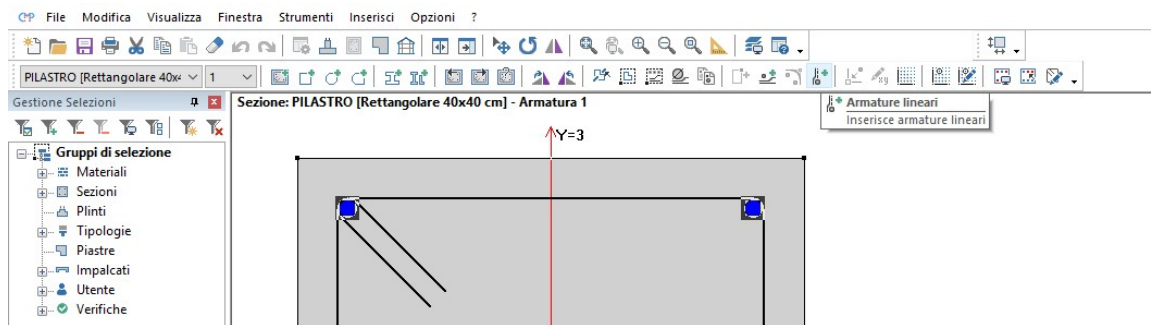 File Modifica Visualizza Finestra Strumenti Inserisci Opzioni ?
PILASTRO [Rettangolare 40x4 1
Gestione Selezioni
Sezione: PILASTRO [Rettangolare 40x40 cm] - Armatura 1
Armature lineari
Inserisce armature lineari
Y=3
Gruppi di selezione
Materiali
Sezioni
Plinti
Tipologie
Piastre
Impalcati
Utente
Verifiche